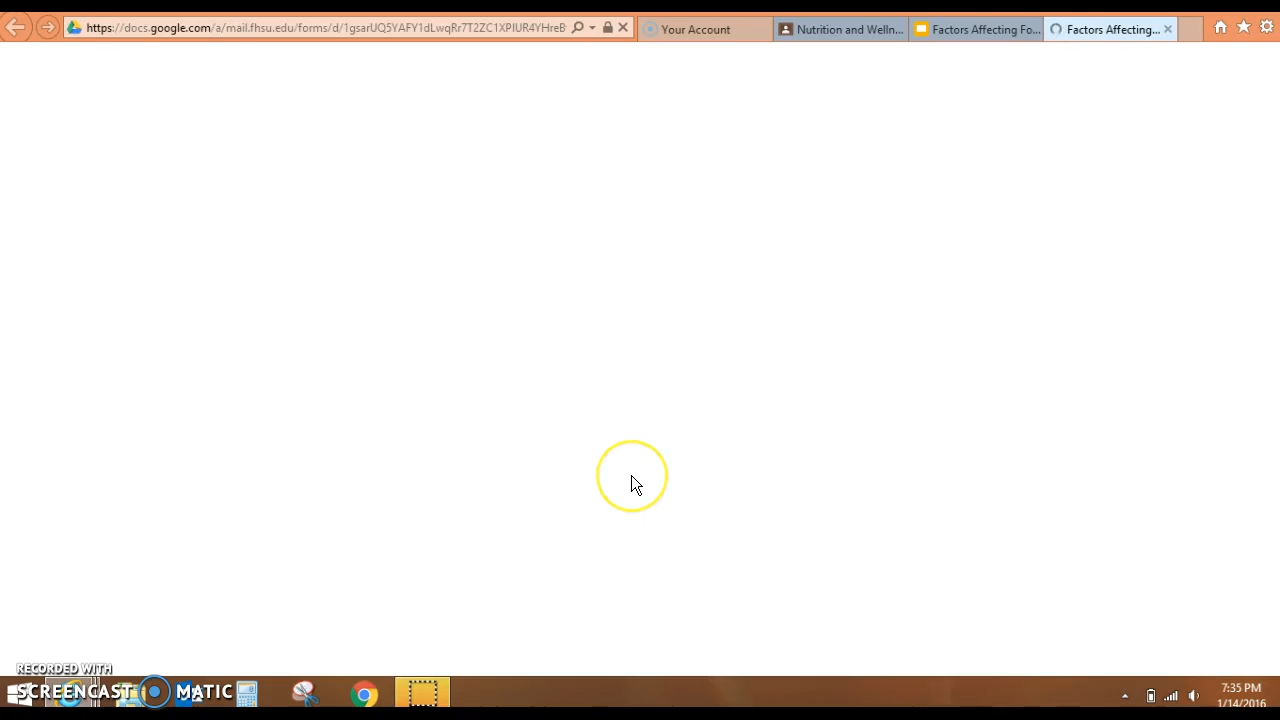 https://docs.google.com/a/mail.fhsu.edu/forms/d/1gsarUQ5YAFY1dLwqRr7T2ZC1XPIUR4YHreB
Your Account
Nutrition and Welln...
Factors Affecting Fo...
Factors Affecting...
RECORDED WITH
SCREENCAST MATIC
7:35 PM
1/14/2016